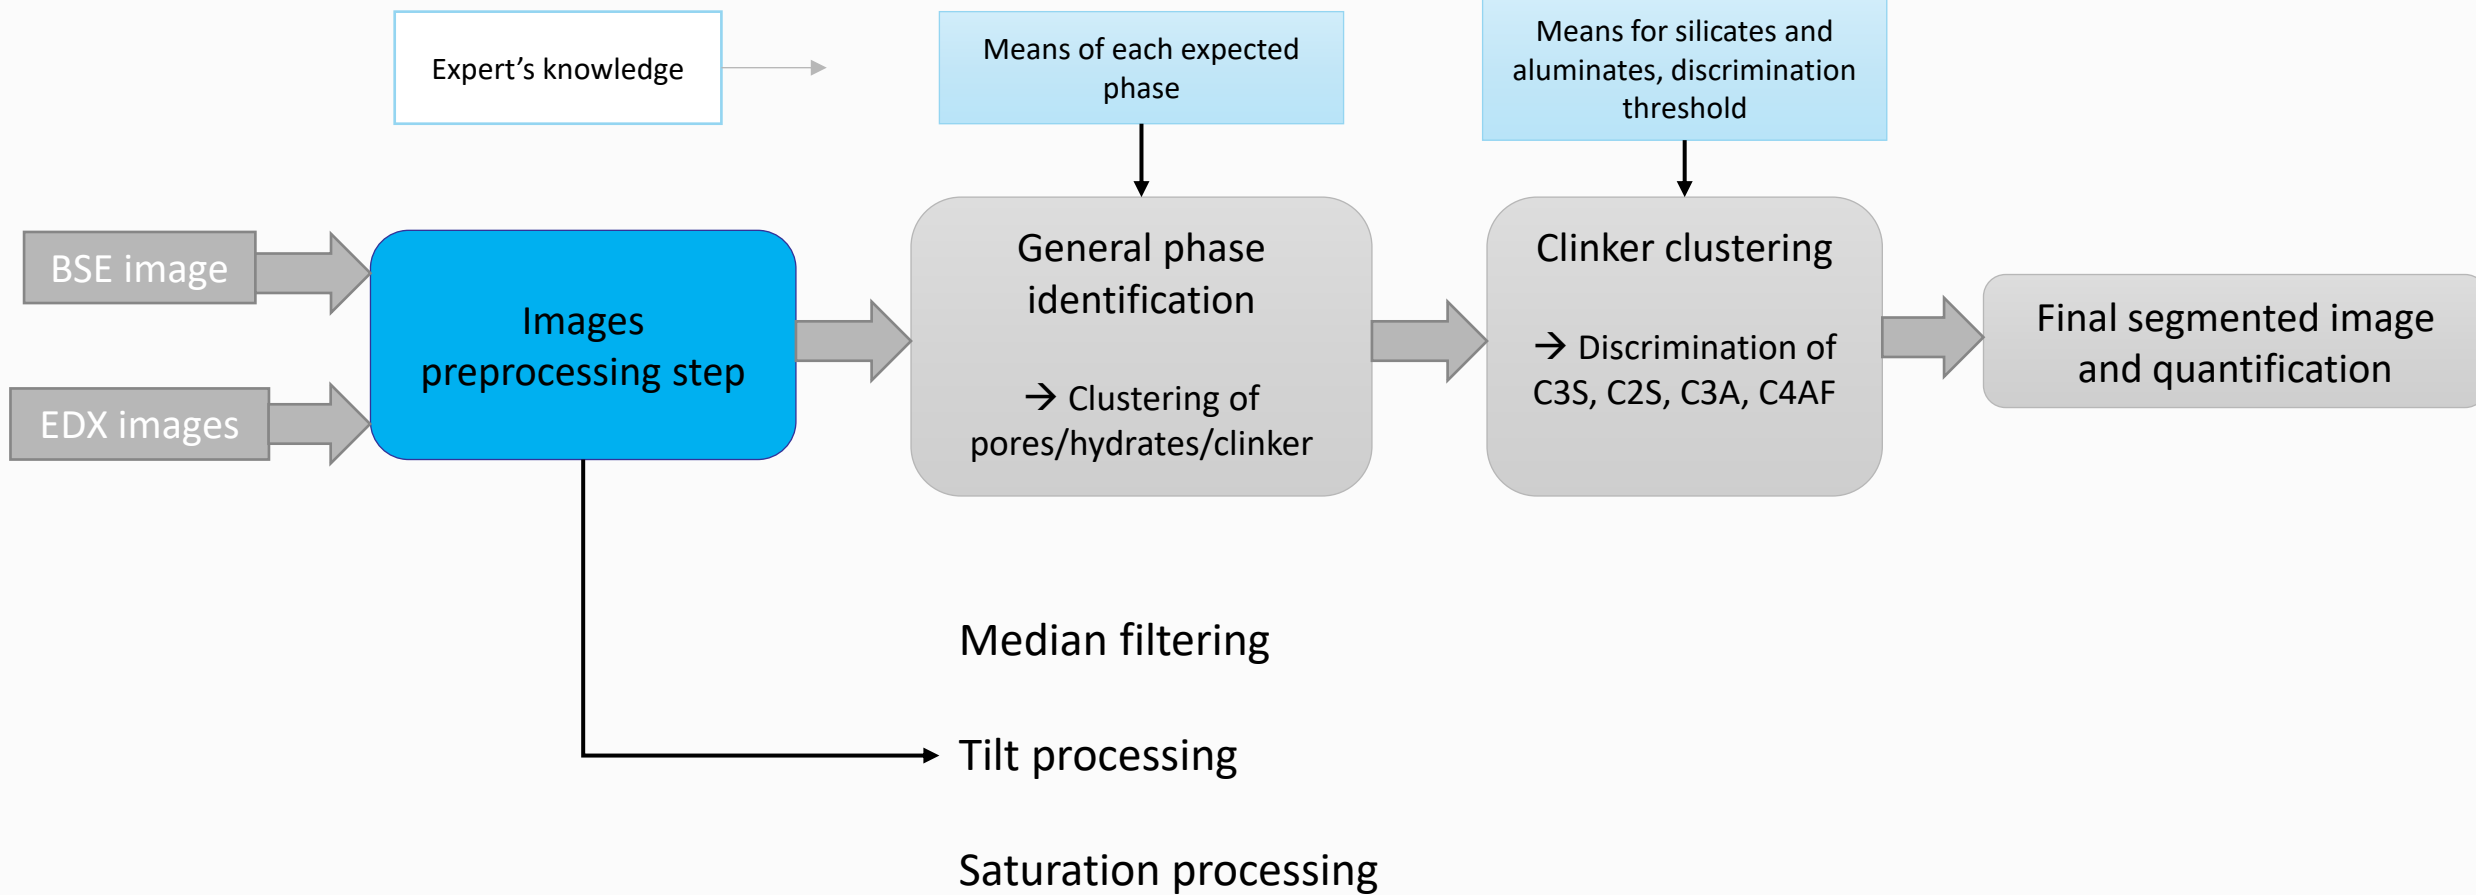 Expert’s knowledge
Means of each expected
phase
Means for silicates and
aluminates, discrimination
threshold
BSE image
EDX images
Images
preprocessing step
General phase
identification
→ Clustering of
pores/hydrates/clinker
Clinker clustering
→ Discrimination of
C3S, C2S, C3A, C4AF
Final segmented image
and quantification
Median filtering
Tilt processing
Saturation processing